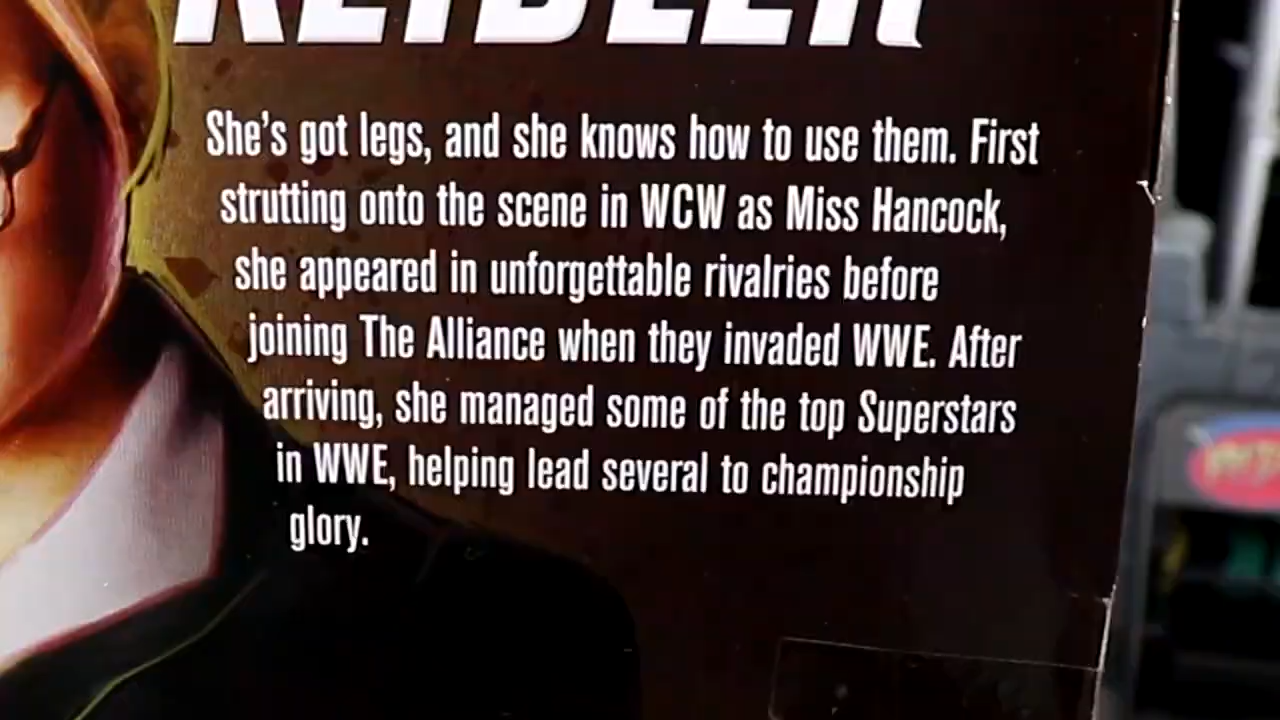 KEIBLER
She's got legs, and she knows how to use them. First
strutting onto the scene in WCW as Miss Hancock,
she appeared in unforgettable rivalries before
joining The Alliance when they invaded WWE. After
arriving, she managed some of the top Superstars
in WWE, helping lead several to championship
glory.